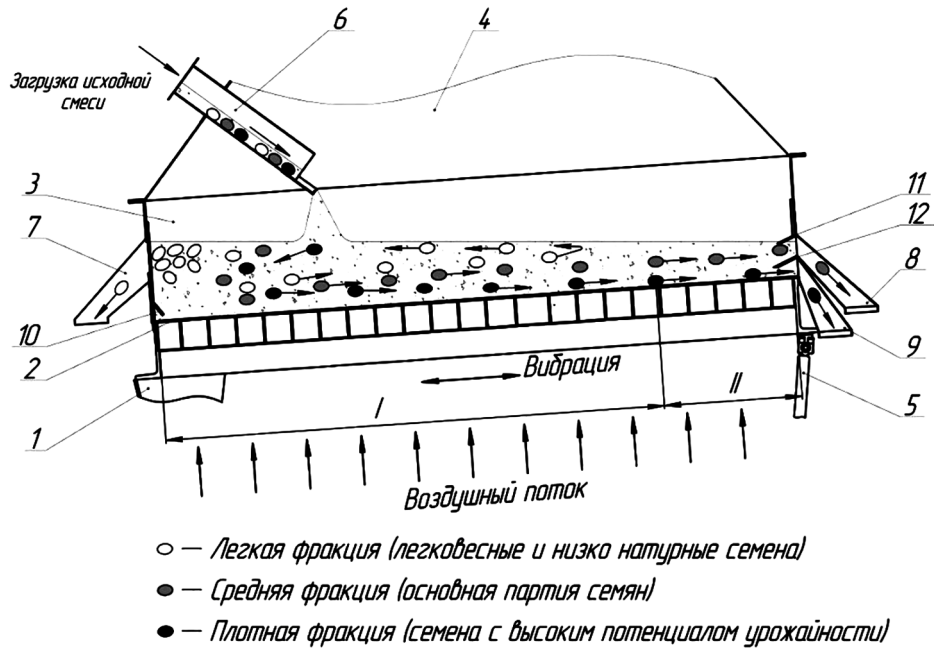 6
4
Загрузка исходной
смеси
3
7
11
12
8
10
2
9
Вибрация
1
I
II
5
Воздушный поток
— Легкая фракция (легковесные и низко натурные семена)
— Средняя фракция (основная партия семян)
— Плотная фракция (семена с высоким потенциалом урожайности)